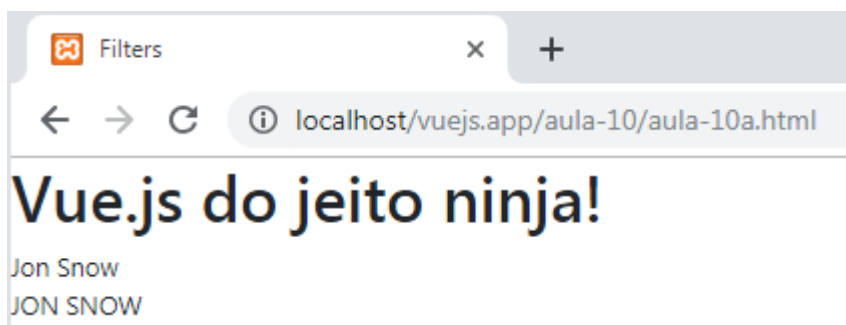 Filters
localhost/vuejs.app/aula-10/aula-10a.html
Vue.js do jeito ninja!
Jon Snow
JON SNOW